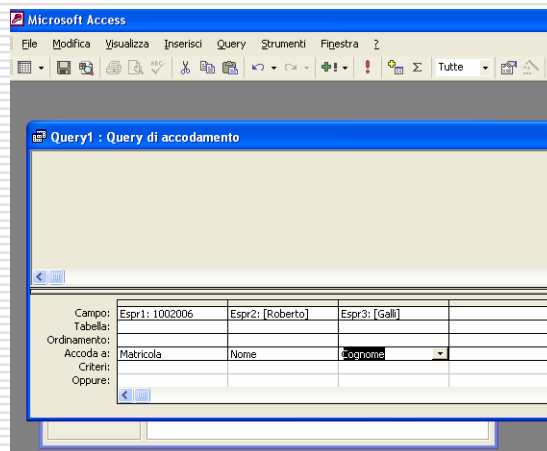 Microsoft Access
File Modifica Visualizza Inserisci Query Strumenti Finestra ?
Tutte
Query1 : Query di accodamento
Campo: Espr1: 1002006 Espr2: [Roberto] Espr3: [Galli]
Tabella:
Ordinamento:
Accoda a: Matricola Nome Cognome
Criteri:
Oppure: